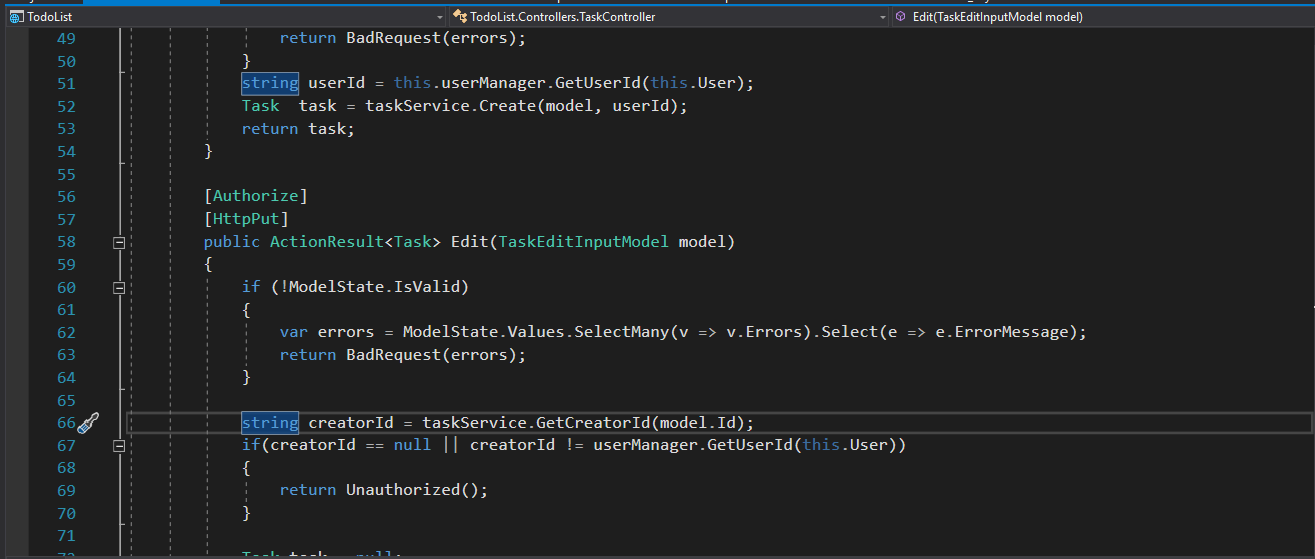 TodoList TodoList.Controllers.TaskController Edit(TaskEditInputModel model)
49 return BadRequest(errors);
50 }
51 string userId = this.userManager.GetUserId(this.User);
52 Task  task = taskService.Create(model, userId);
53 return task;
54 }
55
56 [Authorize]
57 [HttpPut]
58 public ActionResult<Task> Edit(TaskEditInputModel model)
59 {
60 if (!ModelState.IsValid)
61 {
62 var errors = ModelState.Values.SelectMany(v => v.Errors).Select(e => e.ErrorMessage);
63 return BadRequest(errors);
64 }
65
66 string creatorId = taskService.GetCreatorId(model.Id);
67 if(creatorId == null || creatorId != userManager.GetUserId(this.User))
68 {
69 return Unauthorized();
70 }
71
72 Task task = null;